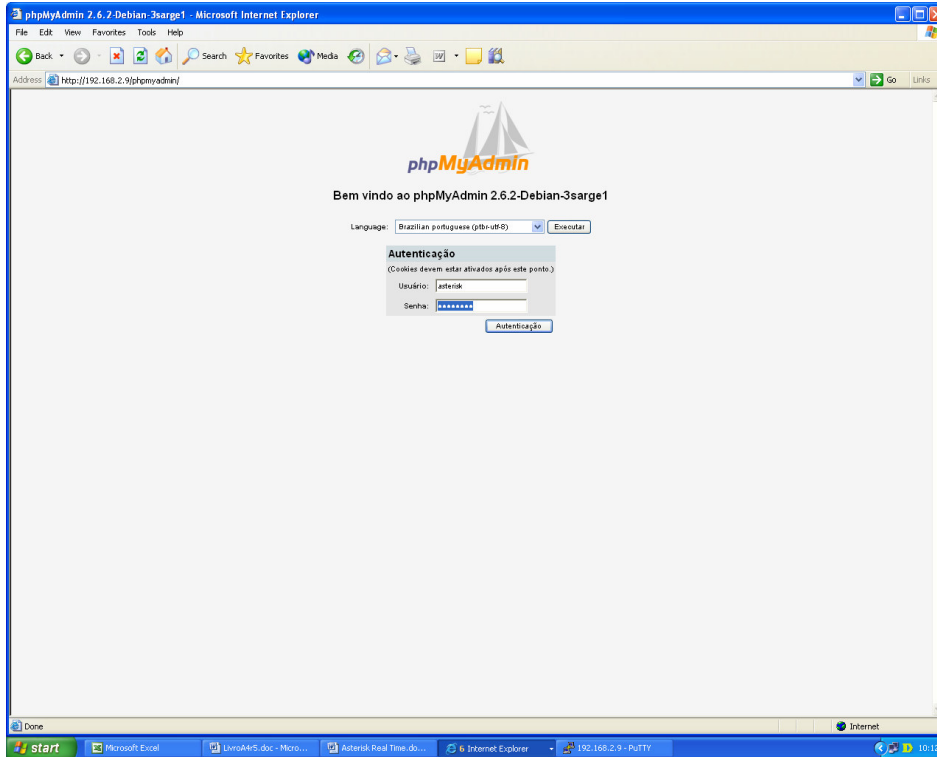 phpMyAdmin 2.6.2-Debian-3sarge1 - Microsoft Internet Explorer
File Edit View Favorites Tools Help
Back Search Favorites Media
Address http://192.168.2.9/phpmyadmin/ Go Links
phpMyAdmin
Bem vindo ao phpMyAdmin 2.6.2-Debian-3sarge1
Language: Brazilian portuguese (ptbr-utf-8) Executar
Autenticação
(Cookies devem estar ativados após este ponto.)
Usuário: asterisk
Senha: ••••••••
Autenticação
Done Internet
start Microsoft Excel LivroA4r5.doc - Micro... Asterisk Real Time.do... 6 Internet Explorer 192.168.2.9 - PuTTY 10:12